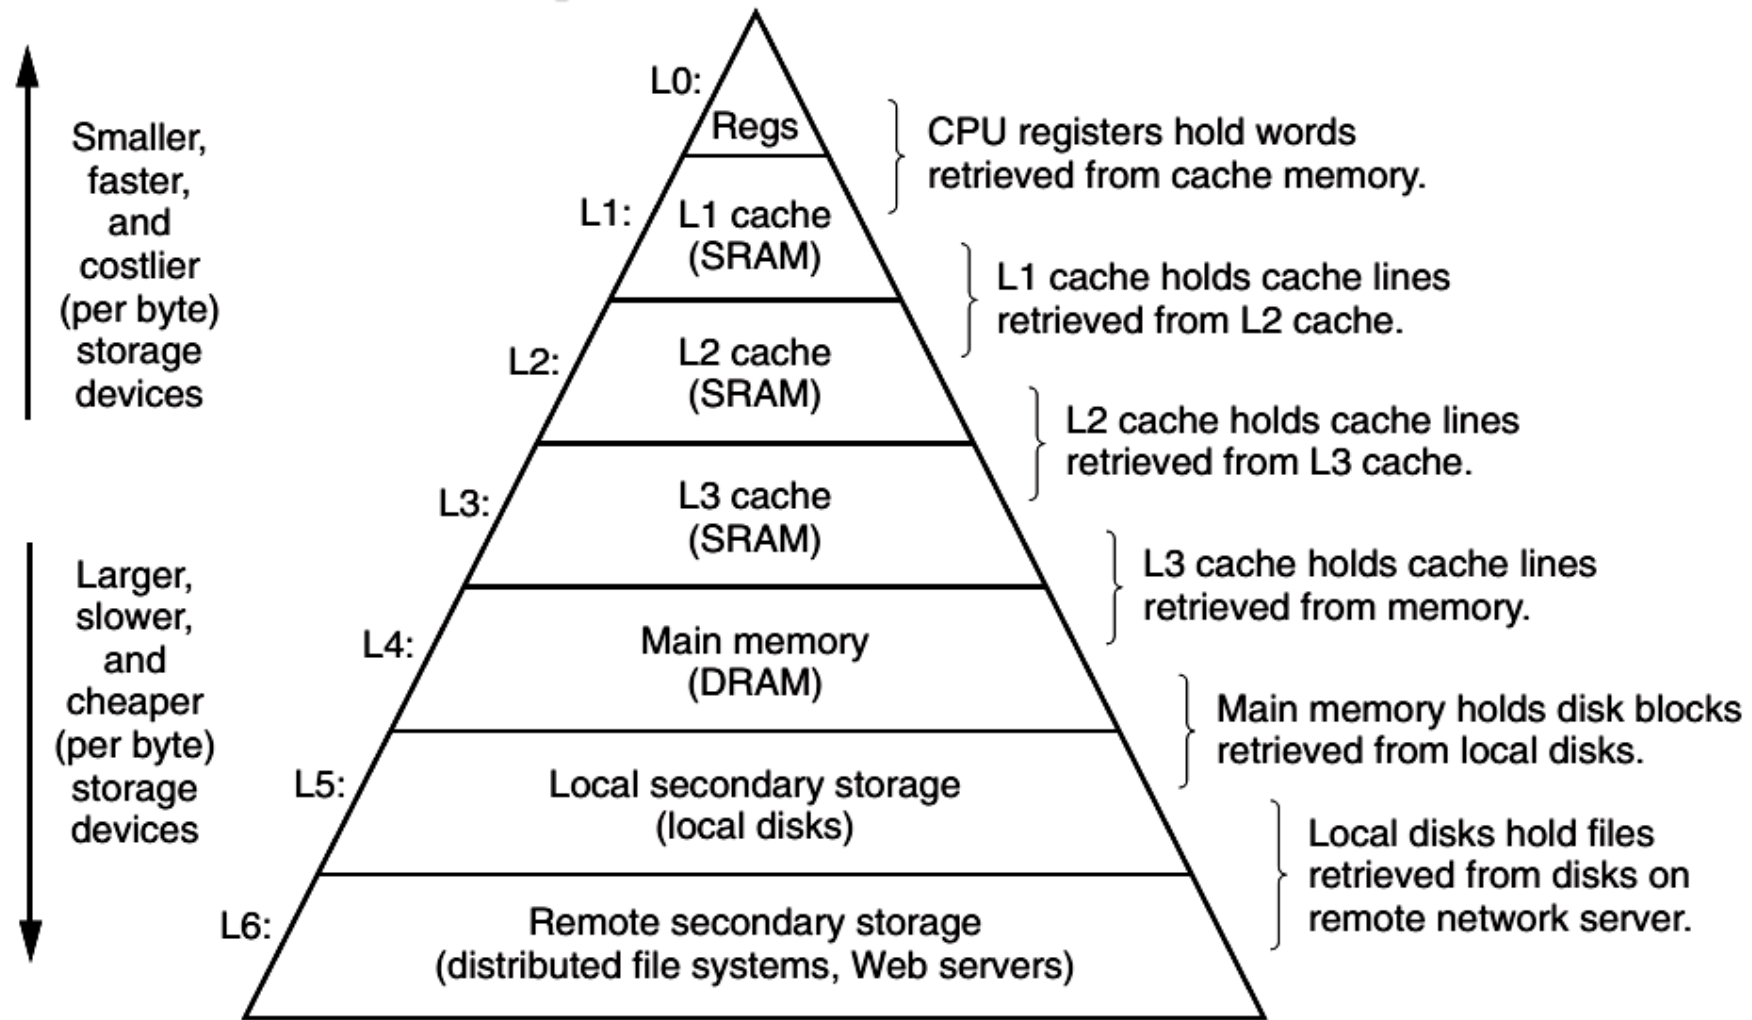 Smaller,
faster,
and
costlier
(per byte)
storage
devices
Larger,
slower,
and
cheaper
(per byte)
storage
devices
L0:
Regs
CPU registers hold words
retrieved from cache memory.
L1:
L1 cache
(SRAM)
L1 cache holds cache lines
retrieved from L2 cache.
L2:
L2 cache
(SRAM)
L2 cache holds cache lines
retrieved from L3 cache.
L3:
L3 cache
(SRAM)
L3 cache holds cache lines
retrieved from memory.
L4:
Main memory
(DRAM)
Main memory holds disk blocks
retrieved from local disks.
L5:
Local secondary storage
(local disks)
Local disks hold files
retrieved from disks on
remote network server.
L6:
Remote secondary storage
(distributed file systems, Web servers)